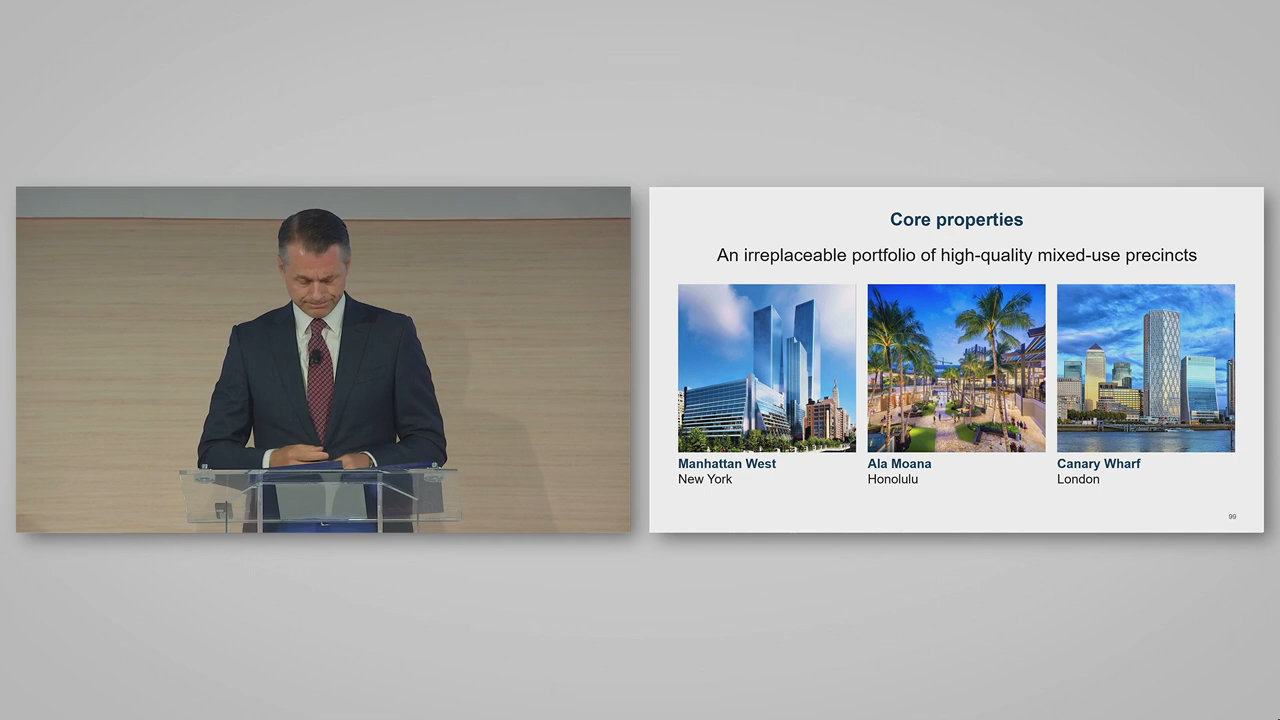 Core properties
An irreplaceable portfolio of high-quality mixed-use precincts
Manhattan West
New York
Ala Moana
Honolulu
Canary Wharf
London
99